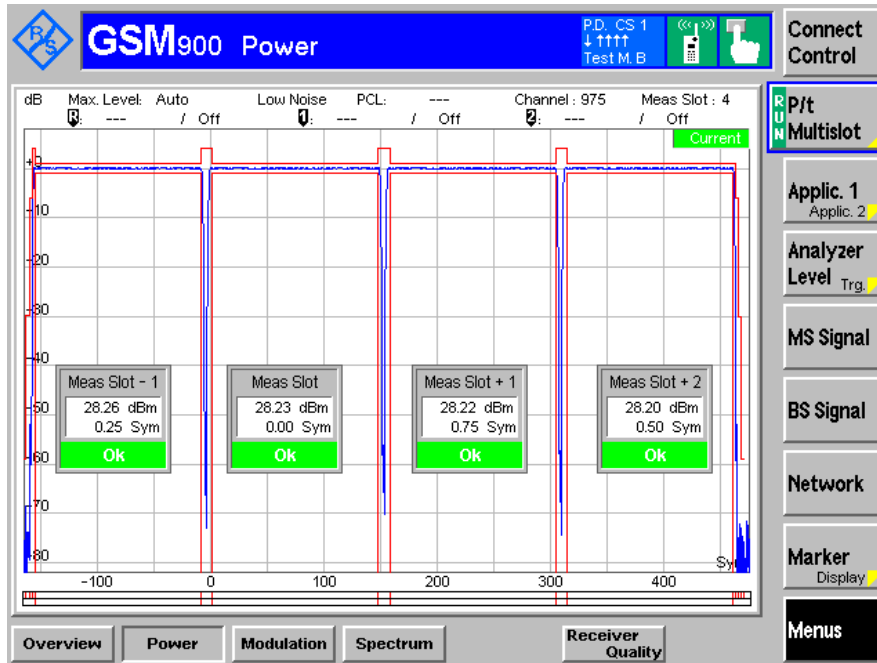 R/S
GSM900 Power
P.D. CS 1
↓ ↑↑↑↑
Test M. B
Connect
Control
dB Max. Level: Auto Low Noise PCL: --- Channel : 975 Meas Slot : 4
R: --- / Off 1: --- / Off 2: --- / Off
Current
RUN
P/t
Multislot
Applic. 1
Applic. 2
Analyzer
Level Trg.
MS Signal
BS Signal
Network
Marker
Display
Menus
+0
-10
-20
-30
-40
-50
-60
-70
-80
Meas Slot - 1
28.26 dBm
0.25 Sym
Ok
Meas Slot
28.23 dBm
0.00 Sym
Ok
Meas Slot + 1
28.22 dBm
0.75 Sym
Ok
Meas Slot + 2
28.20 dBm
0.50 Sym
Ok
-100 0 100 200 300 400
Overview Power Modulation Spectrum Receiver
Quality